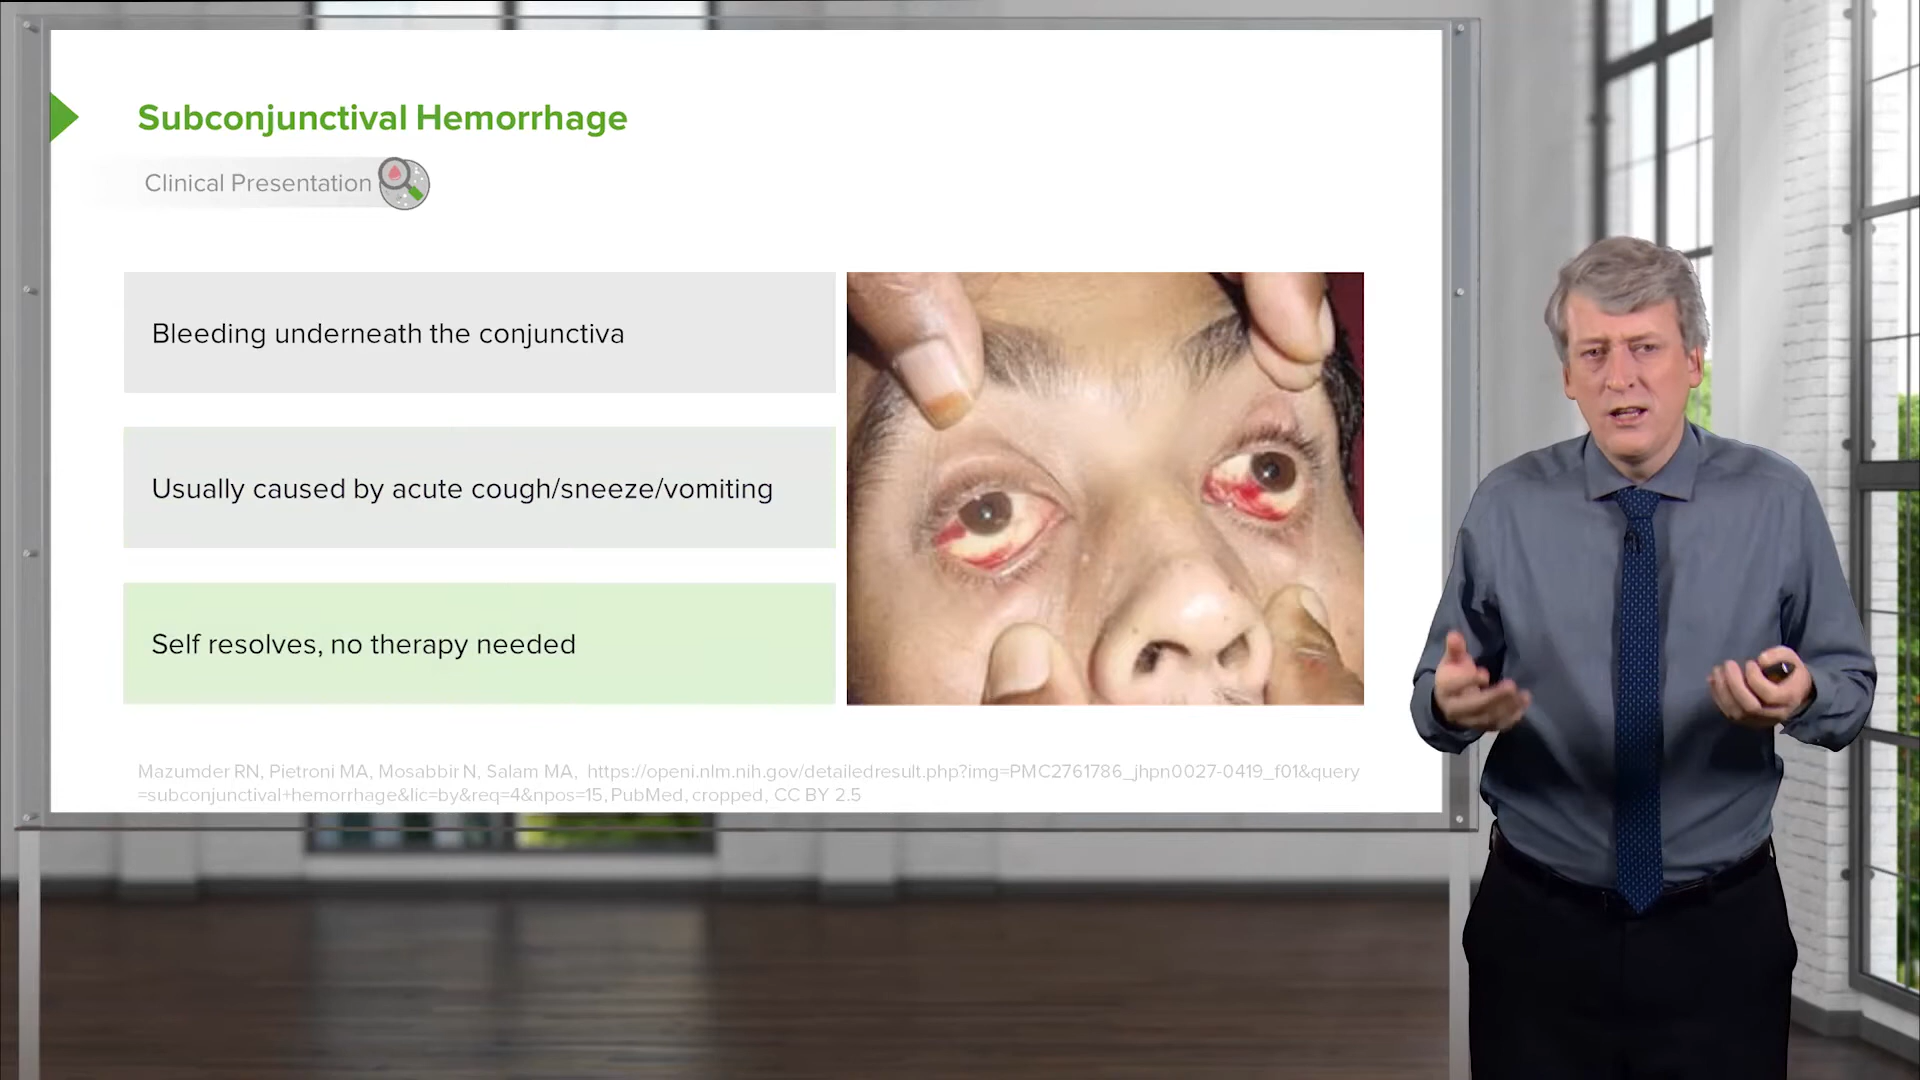 Subconjunctival Hemorrhage
Clinical Presentation
Bleeding underneath the conjunctiva
Usually caused by acute cough/sneeze/vomiting
Self resolves, no therapy needed
Mazumder RN, Pietroni MA, Mosabbir N, Salam MA, https://openi.nlm.nih.gov/detailedresult.php?img=PMC2761786_jhpn0027-0419_f01&query
=subconjunctival+hemorrhage&lic=by&req=4&npos=15, PubMed, cropped, CC BY 2.5